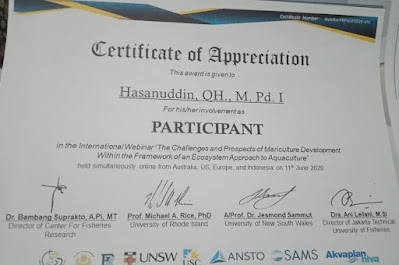 Certificate Number:
Certificate of Appreciation
This award is given to
Hasanuddin, QH., M. Pd. I
For his/her involvement as
PARTICIPANT
in the International Webinar "The Challenges and Prospects of Mariculture Development
Within the Framework of an Ecosystem Approach to Aquaculture"
held simultaneously online from Australia, US, Europe, and Indonesia on 11th June 2020
Dr. Bambang Suprakto, A.Pi, MT
Director of Center For Fisheries
Research
Prof. Michael A. Rice, PhD
University of Rhode Island
A/Prof. Dr. Jesmond Sammut
University of New South Wales
Dra. Ani Leilani, M.Si
Director of Jakarta Technical
University of Fisheries
UNSW
USC
ANSTO
SAMS
Akvaplan
niva